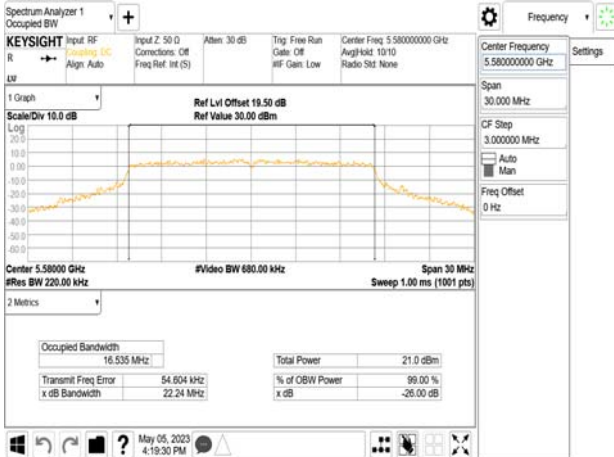 Spectrum Analyzer 1
Occupied BW
Frequency
KEYSIGHT
R
LXI
Input: RF
Coupling: DC
Align: Auto
Input Z: 50 Ω
Corrections: Off
Freq Ref: Int (S)
Atten: 30 dB
Trig: Free Run
Gate: Off
#IF Gain: Low
Center Freq: 5.580000000 GHz
Avg|Hold: 10/10
Radio Std: None
Center Frequency
5.580000000 GHz
Settings
Span
30.000 MHz
CF Step
3.000000 MHz
Auto
Man
Freq Offset
0 Hz
1 Graph
Scale/Div 10.0 dB
Ref Lvl Offset 19.50 dB
Ref Value 30.00 dBm
Log
20.0
10.0
0.00
-10.0
-20.0
-30.0
-40.0
-50.0
-60.0
Center 5.58000 GHz
#Res BW 220.00 kHz
#Video BW 680.00 kHz
Span 30 MHz
Sweep 1.00 ms (1001 pts)
2 Metrics
Occupied Bandwidth
16.535 MHz
Total Power 21.0 dBm
Transmit Freq Error 54.604 kHz
% of OBW Power 99.00 %
x dB Bandwidth 22.24 MHz
x dB -26.00 dB
?
May 05, 2023
4:19:30 PM